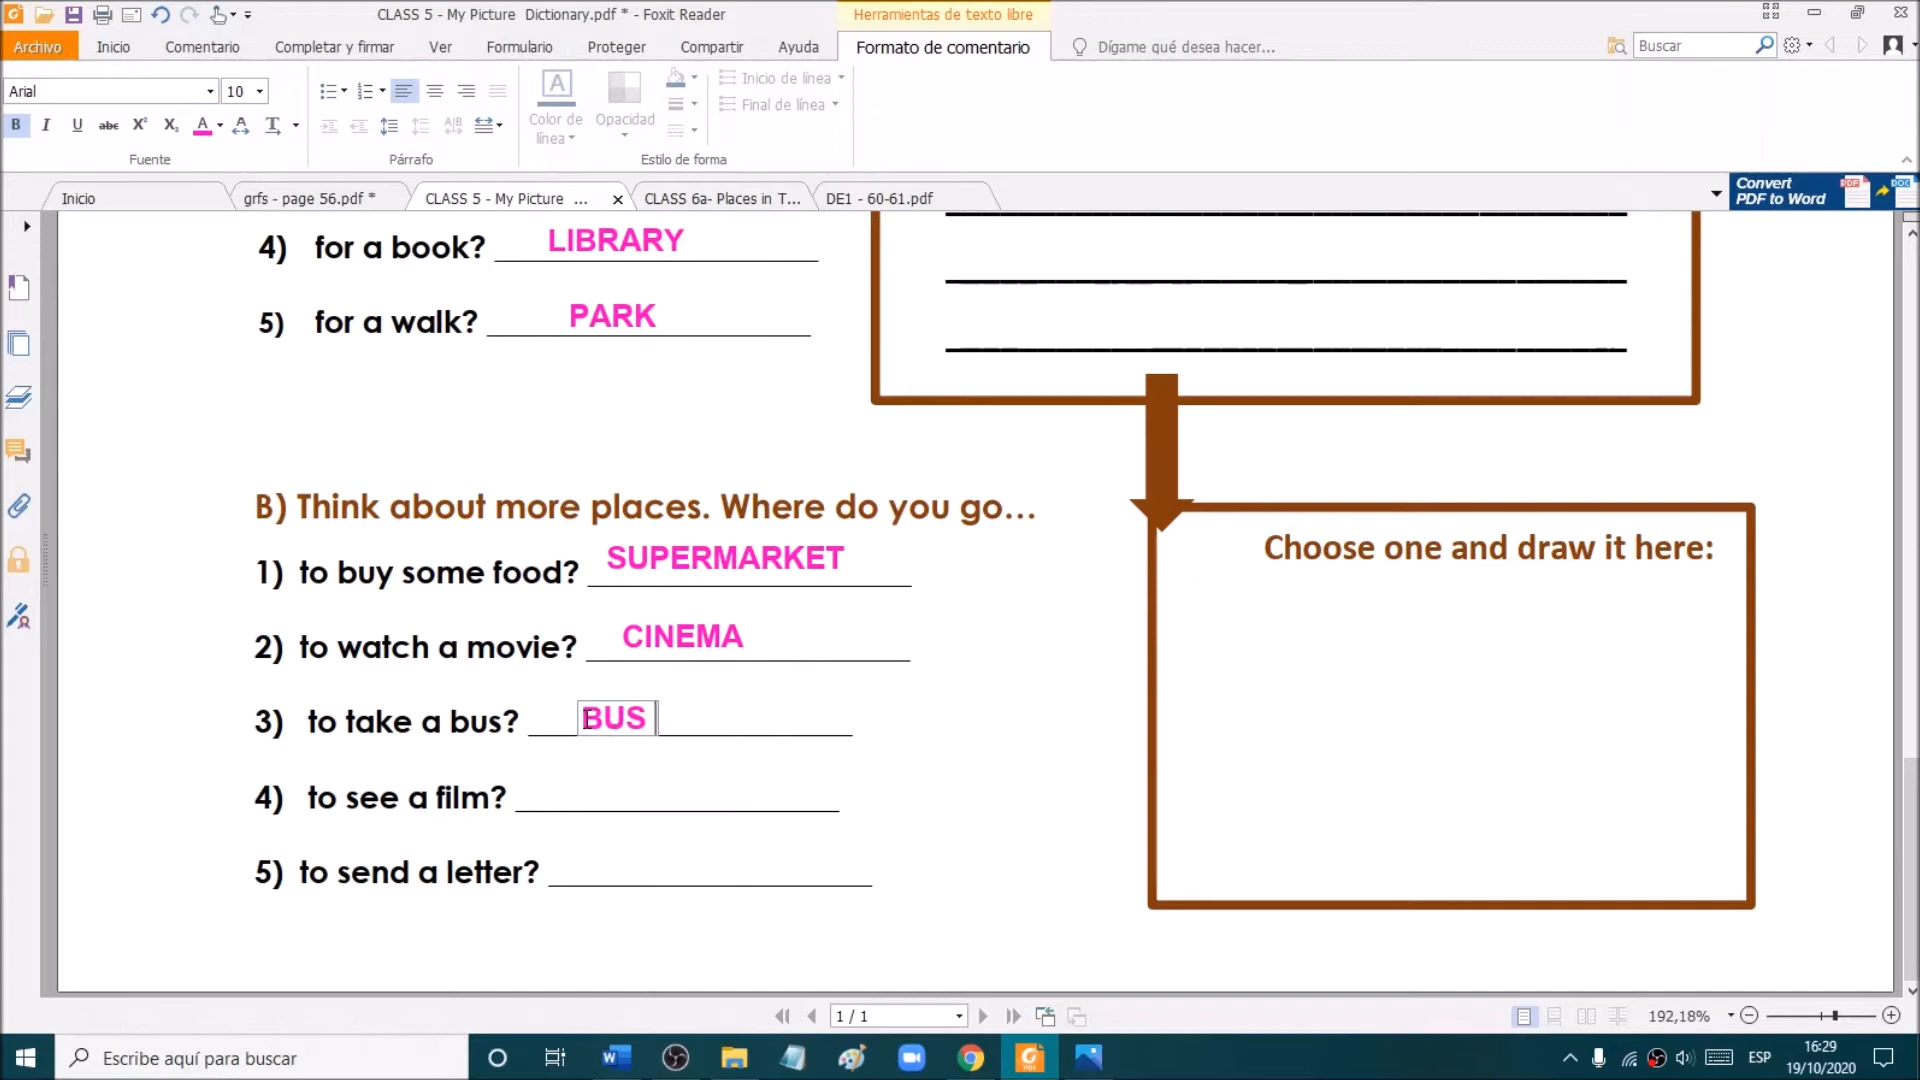 CLASS 5 - My Picture Dictionary.pdf * - Foxit Reader
Herramientas de texto libre
Archivo
Inicio
Comentario
Completar y firmar
Ver
Formulario
Proteger
Compartir
Ayuda
Formato de comentario
Dígame qué desea hacer...
Buscar
Arial
10
Color de línea
Opacidad
Inicio de línea
Final de línea
B I U abc X² X₂ A
Fuente
Párrafo
Estilo de forma
Inicio
grfs - page 56.pdf *
CLASS 5 - My Picture ...
CLASS 6a- Places in T...
DE1 - 60-61.pdf
Convert
PDF to Word
PDF
DOC
4) for a book? LIBRARY
5) for a walk? PARK
B) Think about more places. Where do you go...
1) to buy some food? SUPERMARKET
2) to watch a movie? CINEMA
3) to take a bus? BUS
4) to see a film?
5) to send a letter?
Choose one and draw it here:
1 / 1
192,18%
Escribe aquí para buscar
ESP
16:29
19/10/2020